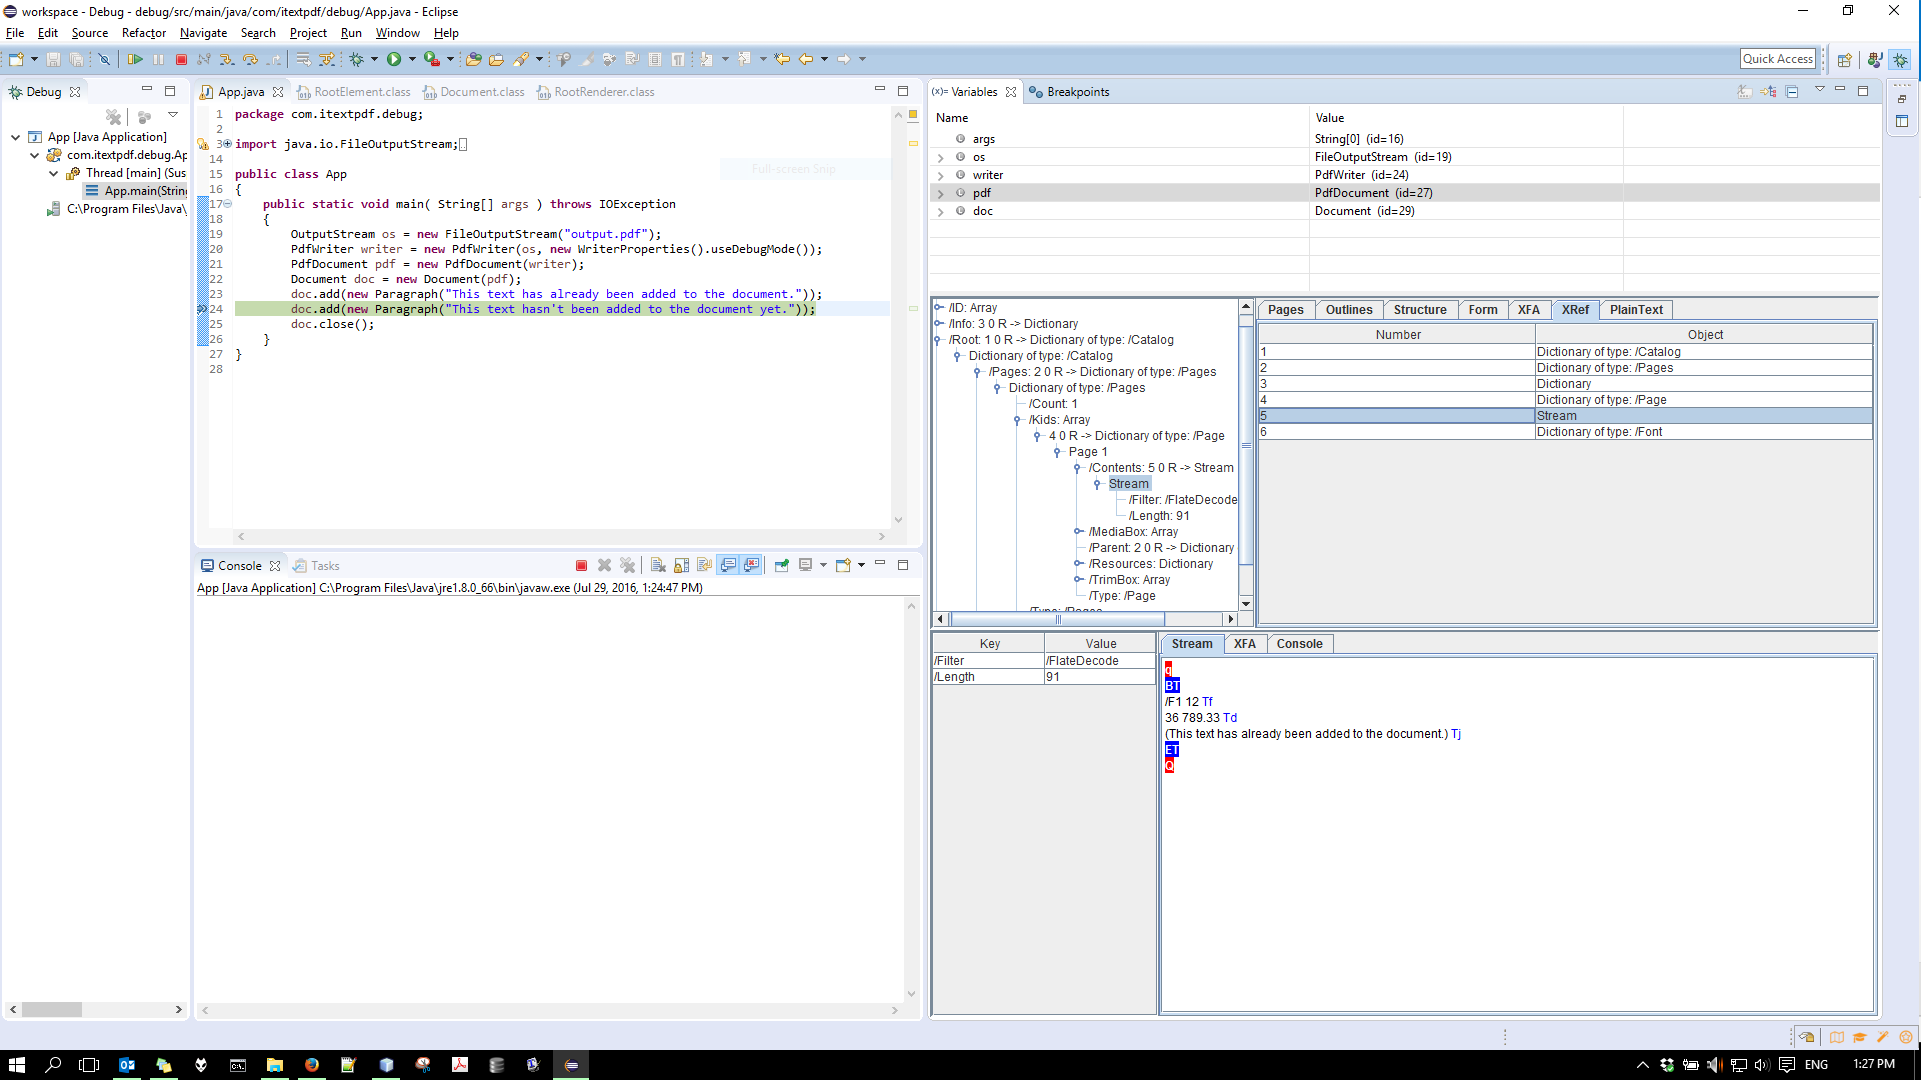 workspace - Debug - debug/src/main/java/com/itextpdf/debug/App.java - Eclipse
File Edit Source Refactor Navigate Search Project Run Window Help
Quick Access
Debug
App [Java Application]
com.itextpdf.debug.Ap
Thread [main] (Sus
App.main(String
C:\Program Files\Java\
App.java RootElement.class Document.class RootRenderer.class
1 package com.itextpdf.debug;
2
3 import java.io.FileOutputStream;
14
15 public class App
16 {
17 public static void main( String[] args ) throws IOException
18 {
19 OutputStream os = new FileOutputStream("output.pdf");
20 PdfWriter writer = new PdfWriter(os, new WriterProperties().useDebugMode());
21 PdfDocument pdf = new PdfDocument(writer);
22 Document doc = new Document(pdf);
23 doc.add(new Paragraph("This text has already been added to the document."));
24 doc.add(new Paragraph("This text hasn't been added to the document yet."));
25 doc.close();
26 }
27 }
28
Full-screen Snip
Console Tasks
App [Java Application] C:\Program Files\Java\jre1.8.0_66\bin\javaw.exe (Jul 29, 2016, 1:24:47 PM)
(x)= Variables Breakpoints
Name Value
args String[0] (id=16)
os FileOutputStream (id=19)
writer PdfWriter (id=24)
pdf PdfDocument (id=27)
doc Document (id=29)
/ID: Array
/Info: 3 0 R -> Dictionary
/Root: 1 0 R -> Dictionary of type: /Catalog
Dictionary of type: /Catalog
/Pages: 2 0 R -> Dictionary of type: /Pages
Dictionary of type: /Pages
/Count: 1
/Kids: Array
4 0 R -> Dictionary of type: /Page
Page 1
/Contents: 5 0 R -> Stream
Stream
/Filter: /FlateDecode
/Length: 91
/MediaBox: Array
/Parent: 2 0 R -> Dictionary
/Resources: Dictionary
/TrimBox: Array
/Type: /Page
/Type: /Pages
Pages Outlines Structure Form XFA XRef PlainText
Number Object
1 Dictionary of type: /Catalog
2 Dictionary of type: /Pages
3 Dictionary
4 Dictionary of type: /Page
5 Stream
6 Dictionary of type: /Font
Key Value
/Filter /FlateDecode
/Length 91
Stream XFA Console
q
BT
/F1 12 Tf
36 789.33 Td
(This text has already been added to the document.) Tj
ET
Q
ENG 1:27 PM